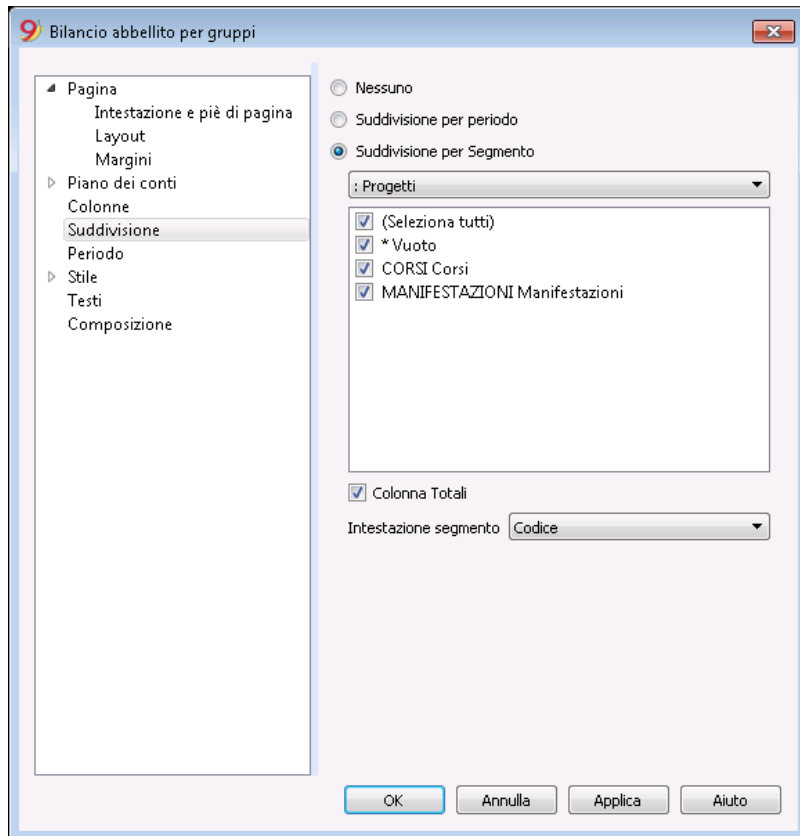 9 Bilancio abbellito per gruppi
Pagina
Intestazione e piè di pagina
Layout
Margini
Piano dei conti
Colonne
Suddivisione
Periodo
Stile
Testi
Composizione
Nessuno
Suddivisione per periodo
Suddivisione per Segmento
: Progetti
(Seleziona tutti)
* Vuoto
CORSI Corsi
MANIFESTAZIONI Manifestazioni
Colonna Totali
Intestazione segmento Codice
OK Annulla Applica Aiuto